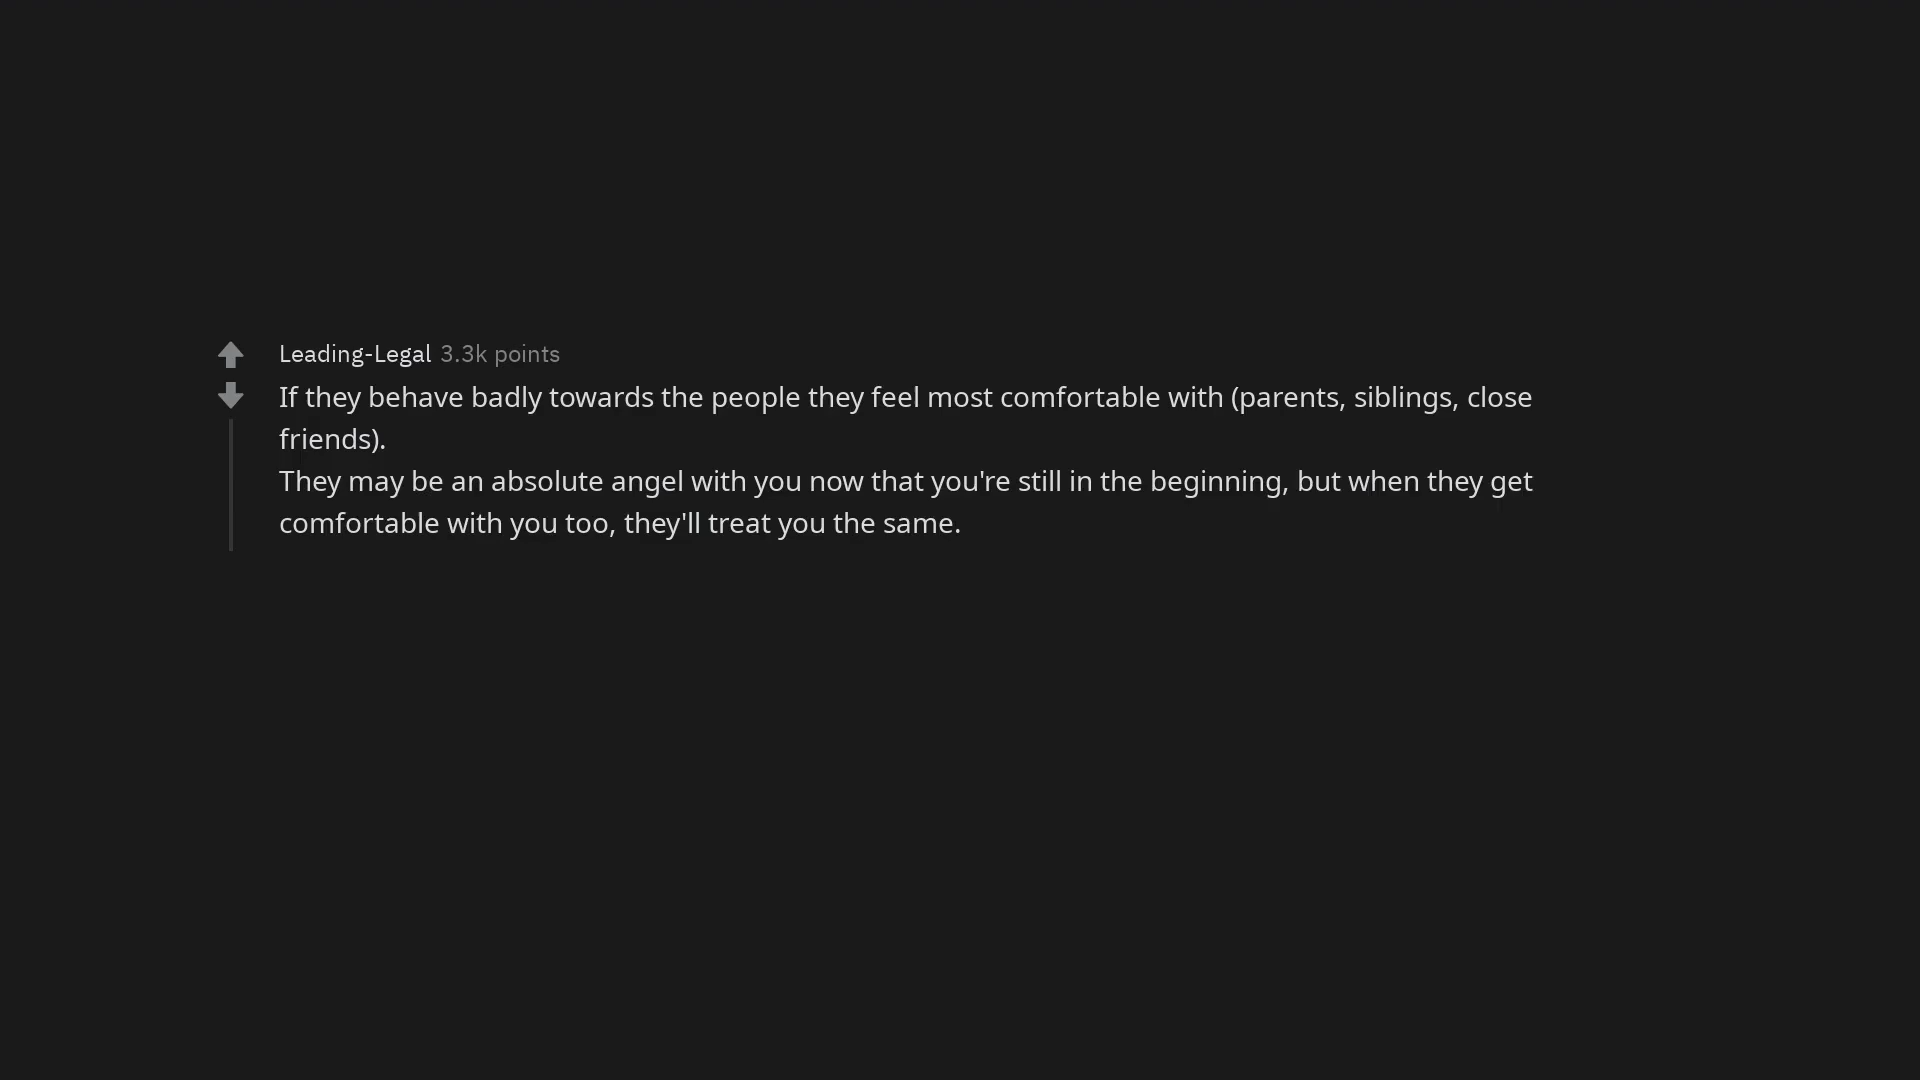 Leading-Legal 3.3k points
If they behave badly towards the people they feel most comfortable with (parents, siblings, close
friends).
They may be an absolute angel with you now that you're still in the beginning, but when they get
comfortable with you too, they'll treat you the same.